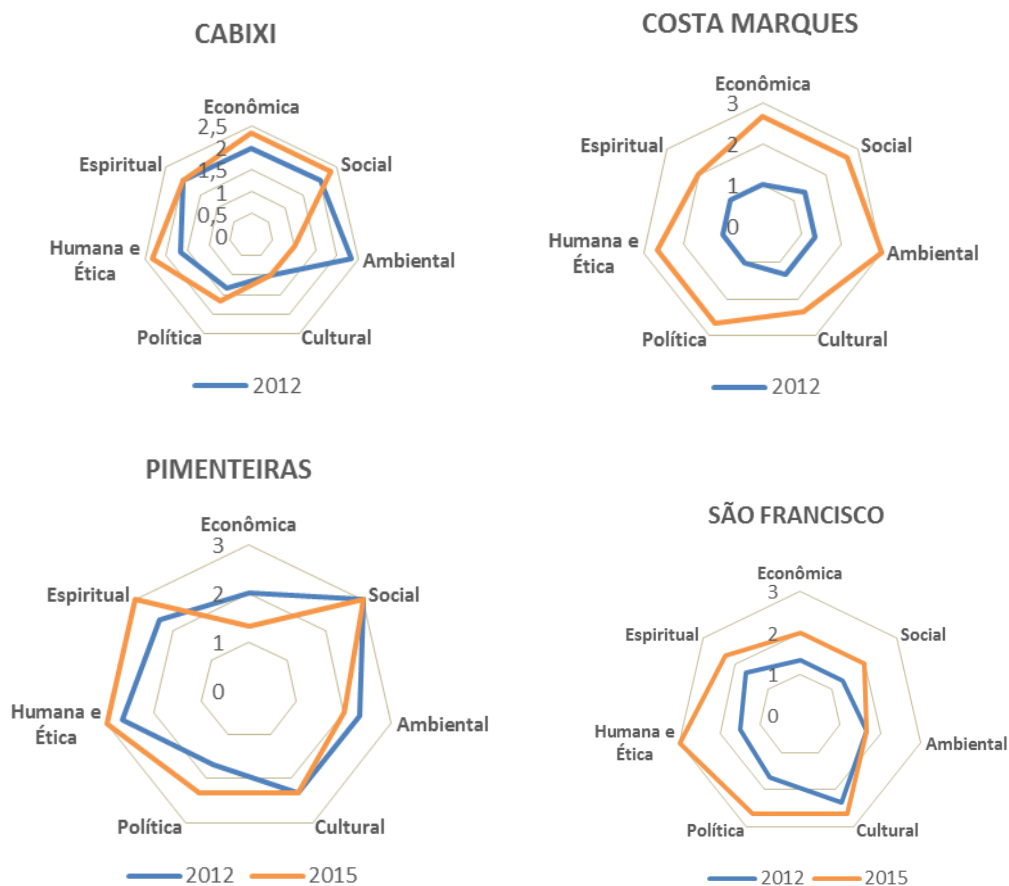 CABIXI
Econômica
2,5
2
1,5
1
0,5
0
Social
Ambiental
Cultural
Política
Humana e
Ética
Espiritual
2012
COSTA MARQUES
Econômica
3
2
1
0
Social
Ambiental
Cultural
Política
Humana e
Ética
Espiritual
2012
PIMENTEIRAS
Econômica
3
2
1
0
Social
Ambiental
Cultural
Política
Humana e
Ética
Espiritual
2012 2015
SÃO FRANCISCO
Econômica
3
2
1
0
Social
Ambiental
Cultural
Política
Humana e
Ética
Espiritual
2012 2015